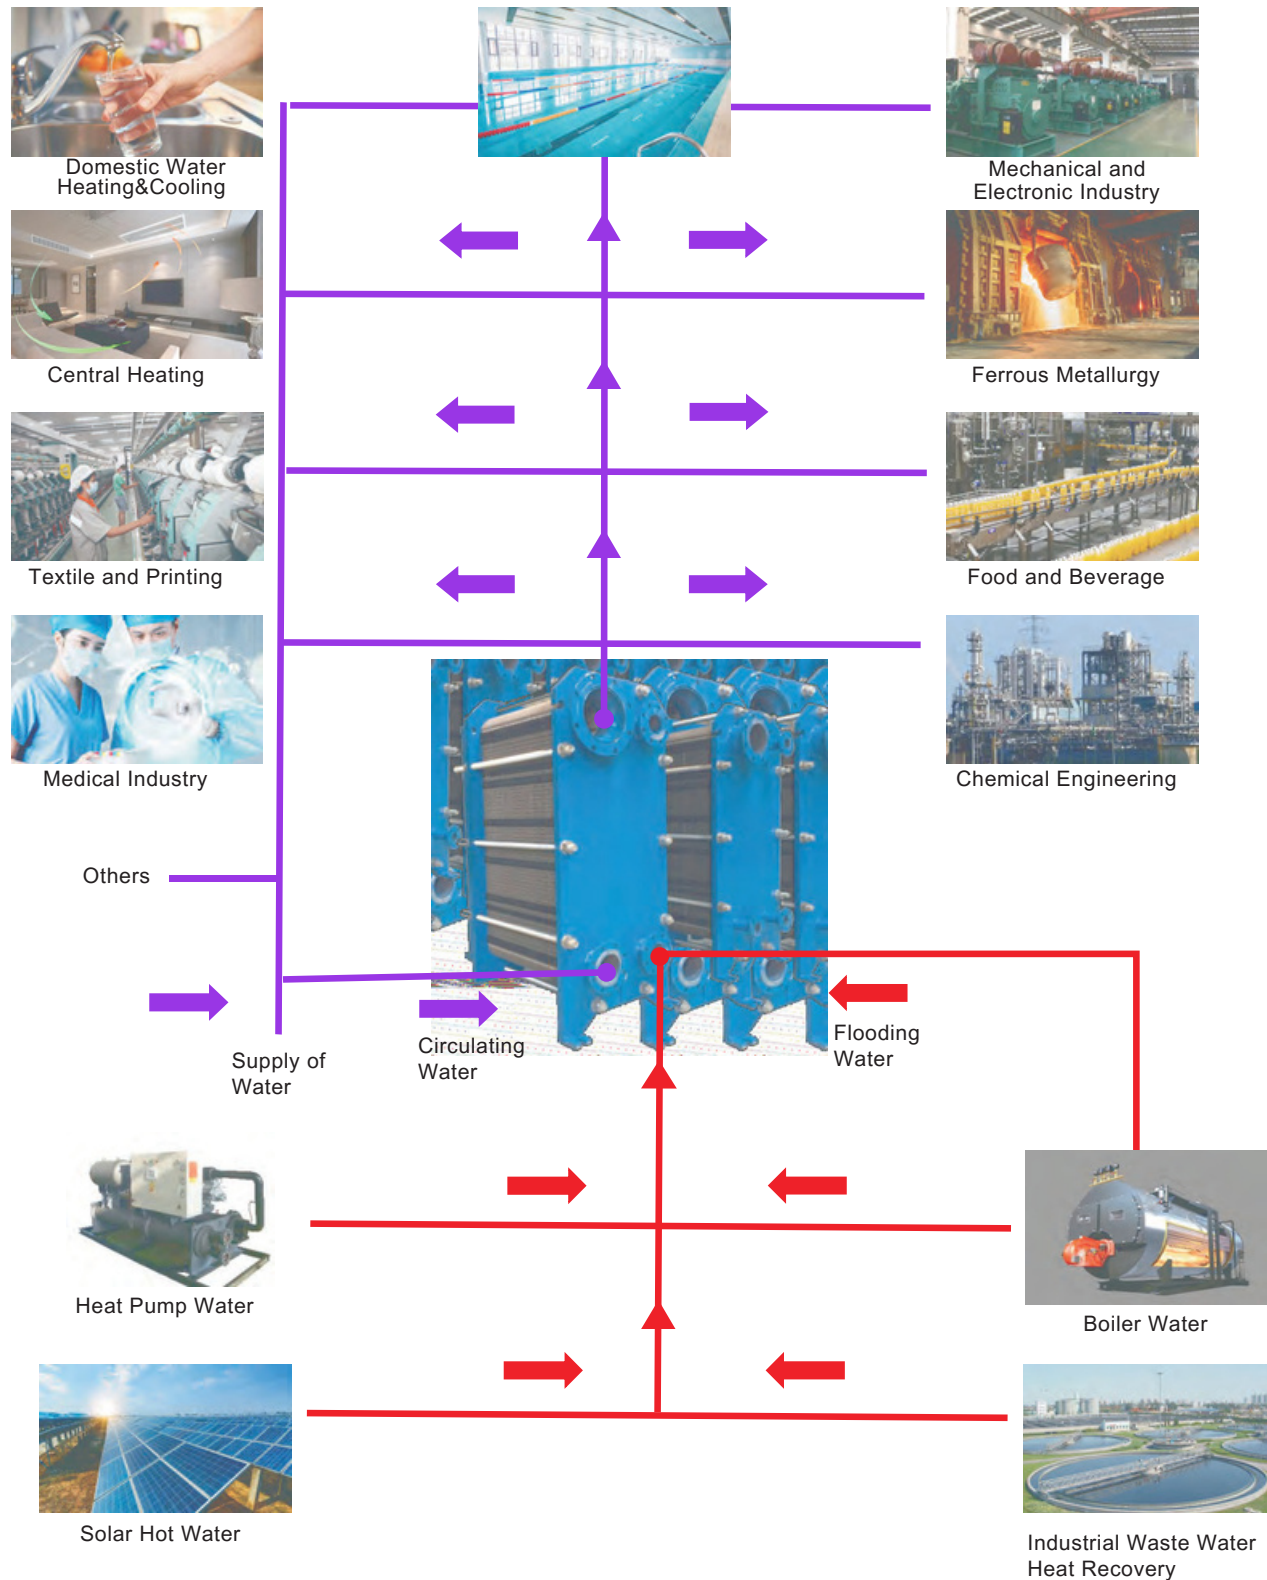 Domestic Water
Heating&Cooling
Mechanical and
Electronic Industry
Central Heating
Ferrous Metallurgy
Textile and Printing
Food and Beverage
Medical Industry
Chemical Engineering
Others
Supply of
Water
Circulating
Water
Flooding
Water
Heat Pump Water
Boiler Water
Solar Hot Water
Industrial Waste Water
Heat Recovery